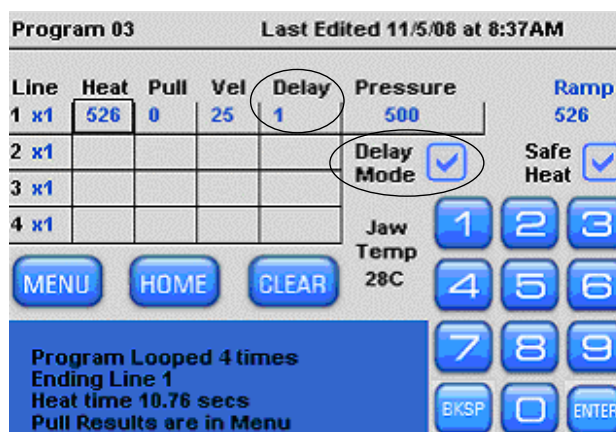 Program 03 Last Edited 11/5/08 at 8:37AM
Line Heat Pull Vel Delay Pressure Ramp
1 x1 526 0 25 1 500 526
2 x1 Delay Mode Safe Heat
3 x1
4 x1 Jaw Temp 28C
1 2 3
MENU HOME CLEAR 4 5 6
7 8 9
BKSP 0 ENTER
Program Looped 4 times
Ending Line 1
Heat time 10.76 secs
Pull Results are in Menu